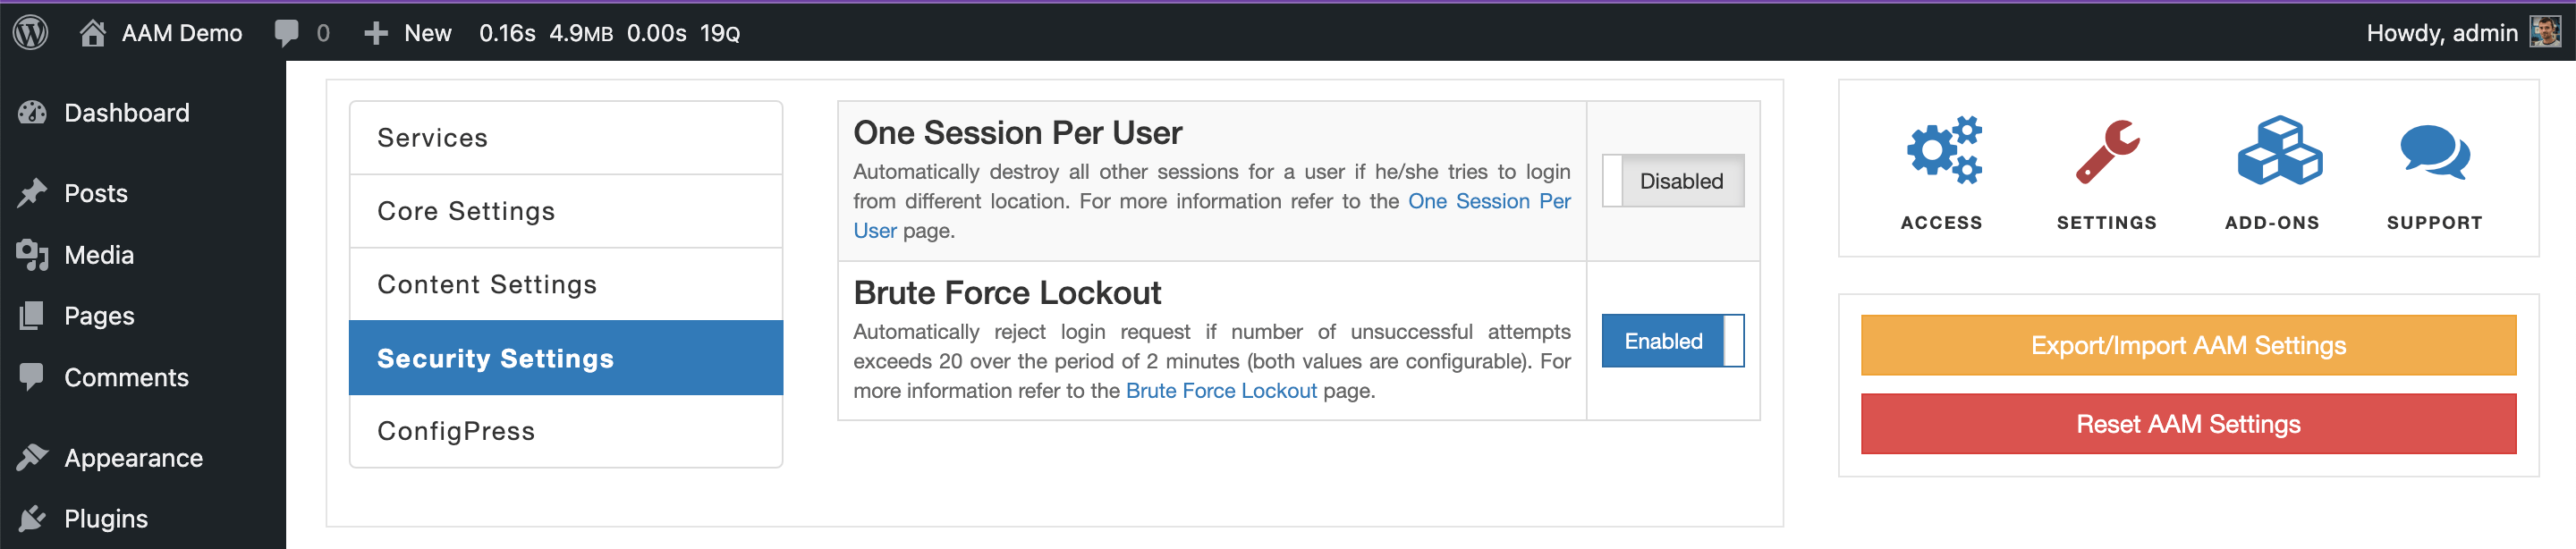 AAM Demo 0 New 0.16s 4.9MB 0.00s 19Q Howdy, admin
Dashboard
Posts
Media
Pages
Comments
Appearance
Plugins
Services
Core Settings
Content Settings
Security Settings
ConfigPress
One Session Per User
Automatically destroy all other sessions for a user if he/she tries to login
from different location. For more information refer to the One Session Per
User page.
Disabled
Brute Force Lockout
Automatically reject login request if number of unsuccessful attempts
exceeds 20 over the period of 2 minutes (both values are configurable). For
more information refer to the Brute Force Lockout page.
Enabled
ACCESS SETTINGS ADD-ONS SUPPORT
Export/Import AAM Settings
Reset AAM Settings